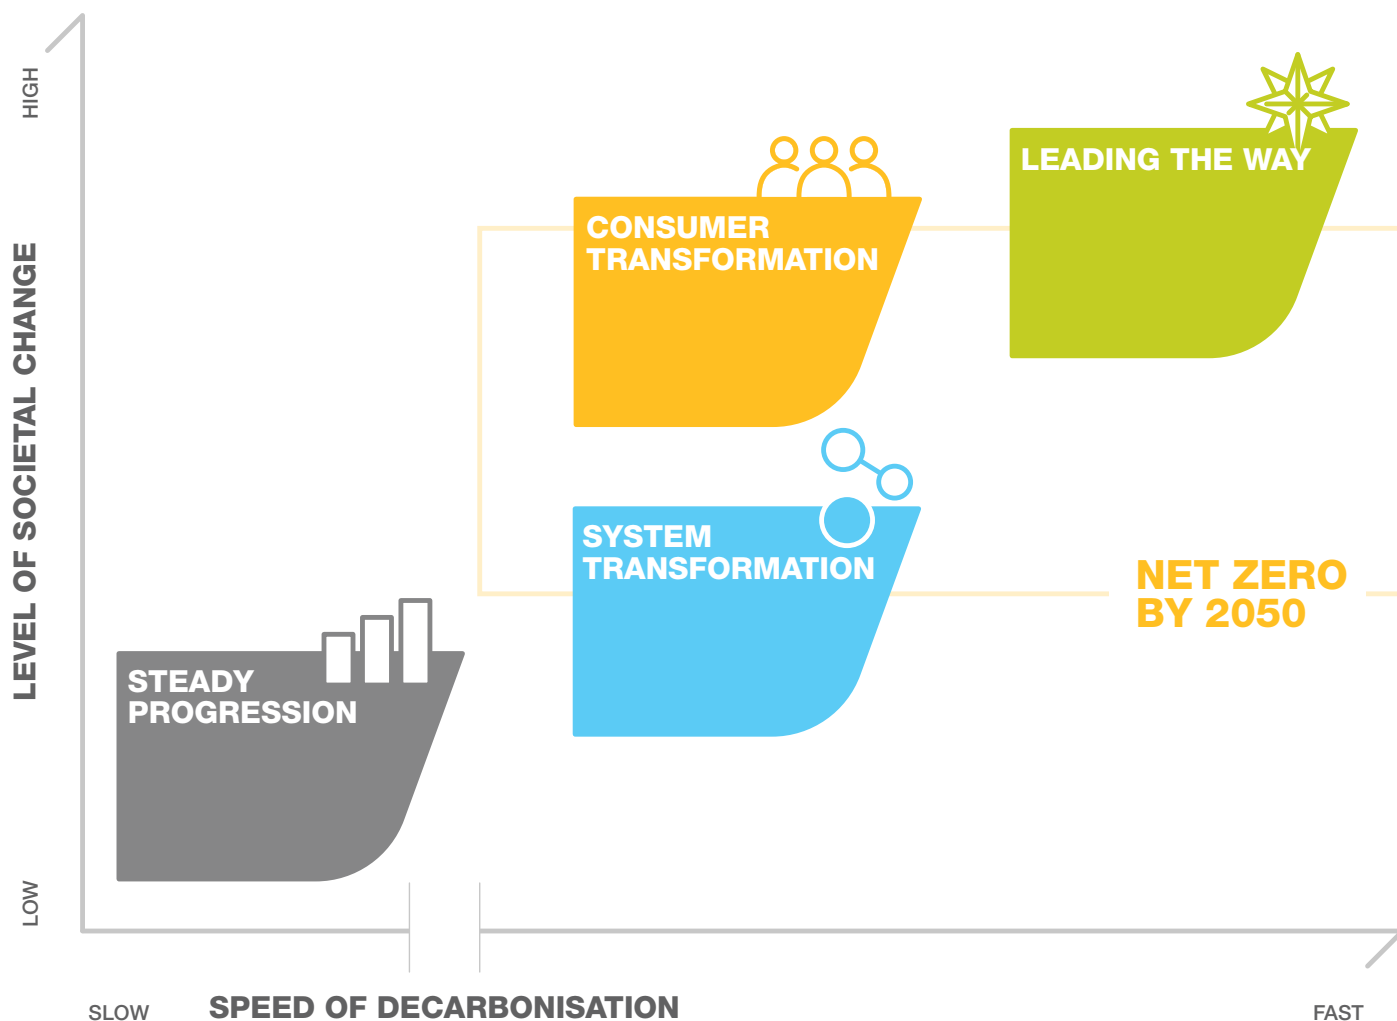 HIGH
LEVEL OF SOCIETAL CHANGE
LOW
LEADING THE WAY
CONSUMER
TRANSFORMATION
SYSTEM
TRANSFORMATION
NET ZERO
BY 2050
STEADY
PROGRESSION
SLOW
SPEED OF DECARBONISATION
FAST